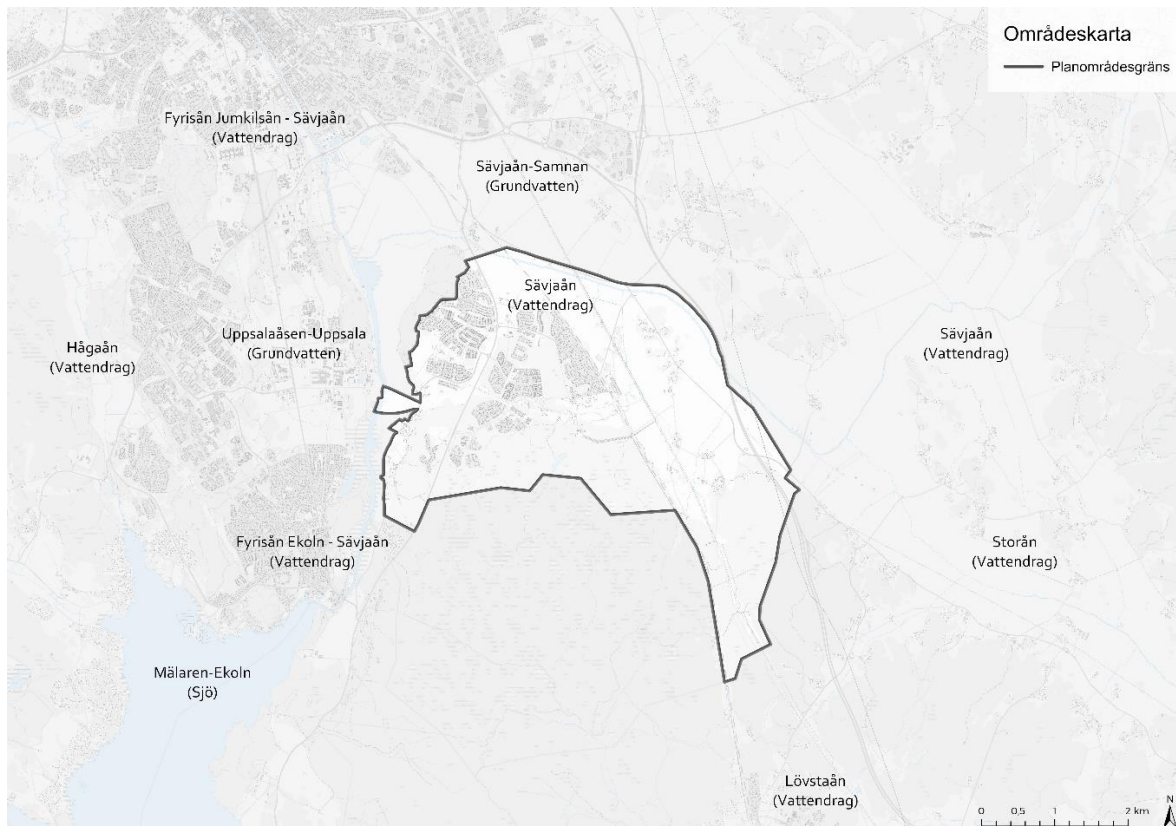 Områdeskarta
Planområdesgräns
Fyrisån Jumkilsån - Sävjaån
(Vattendrag)
Sävjaån-Samnan
(Grundvatten)
Sävjaån
(Vattendrag)
Uppsalaåsen-Uppsala
(Grundvatten)
Hågaån
(Vattendrag)
Sävjaån
(Vattendrag)
Fyrisån Ekoln - Sävjaån
(Vattendrag)
Storån
(Vattendrag)
Mälaren-Ekoln
(Sjö)
Lövstaån
(Vattendrag)
0 0,5 1 2 km
N